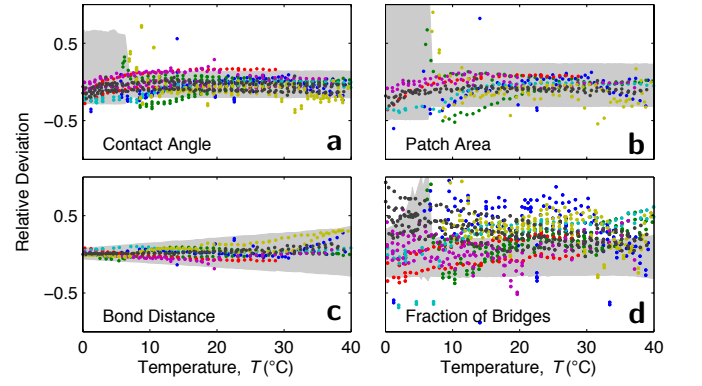 0.5
−0.5
Contact Angle
a
Patch Area
b
Relative Deviation
0.5
−0.5
Bond Distance
c
Fraction of Bridges
d
0 10 20 30 40 0 10 20 30 40
Temperature, T (°C) Temperature, T (°C)